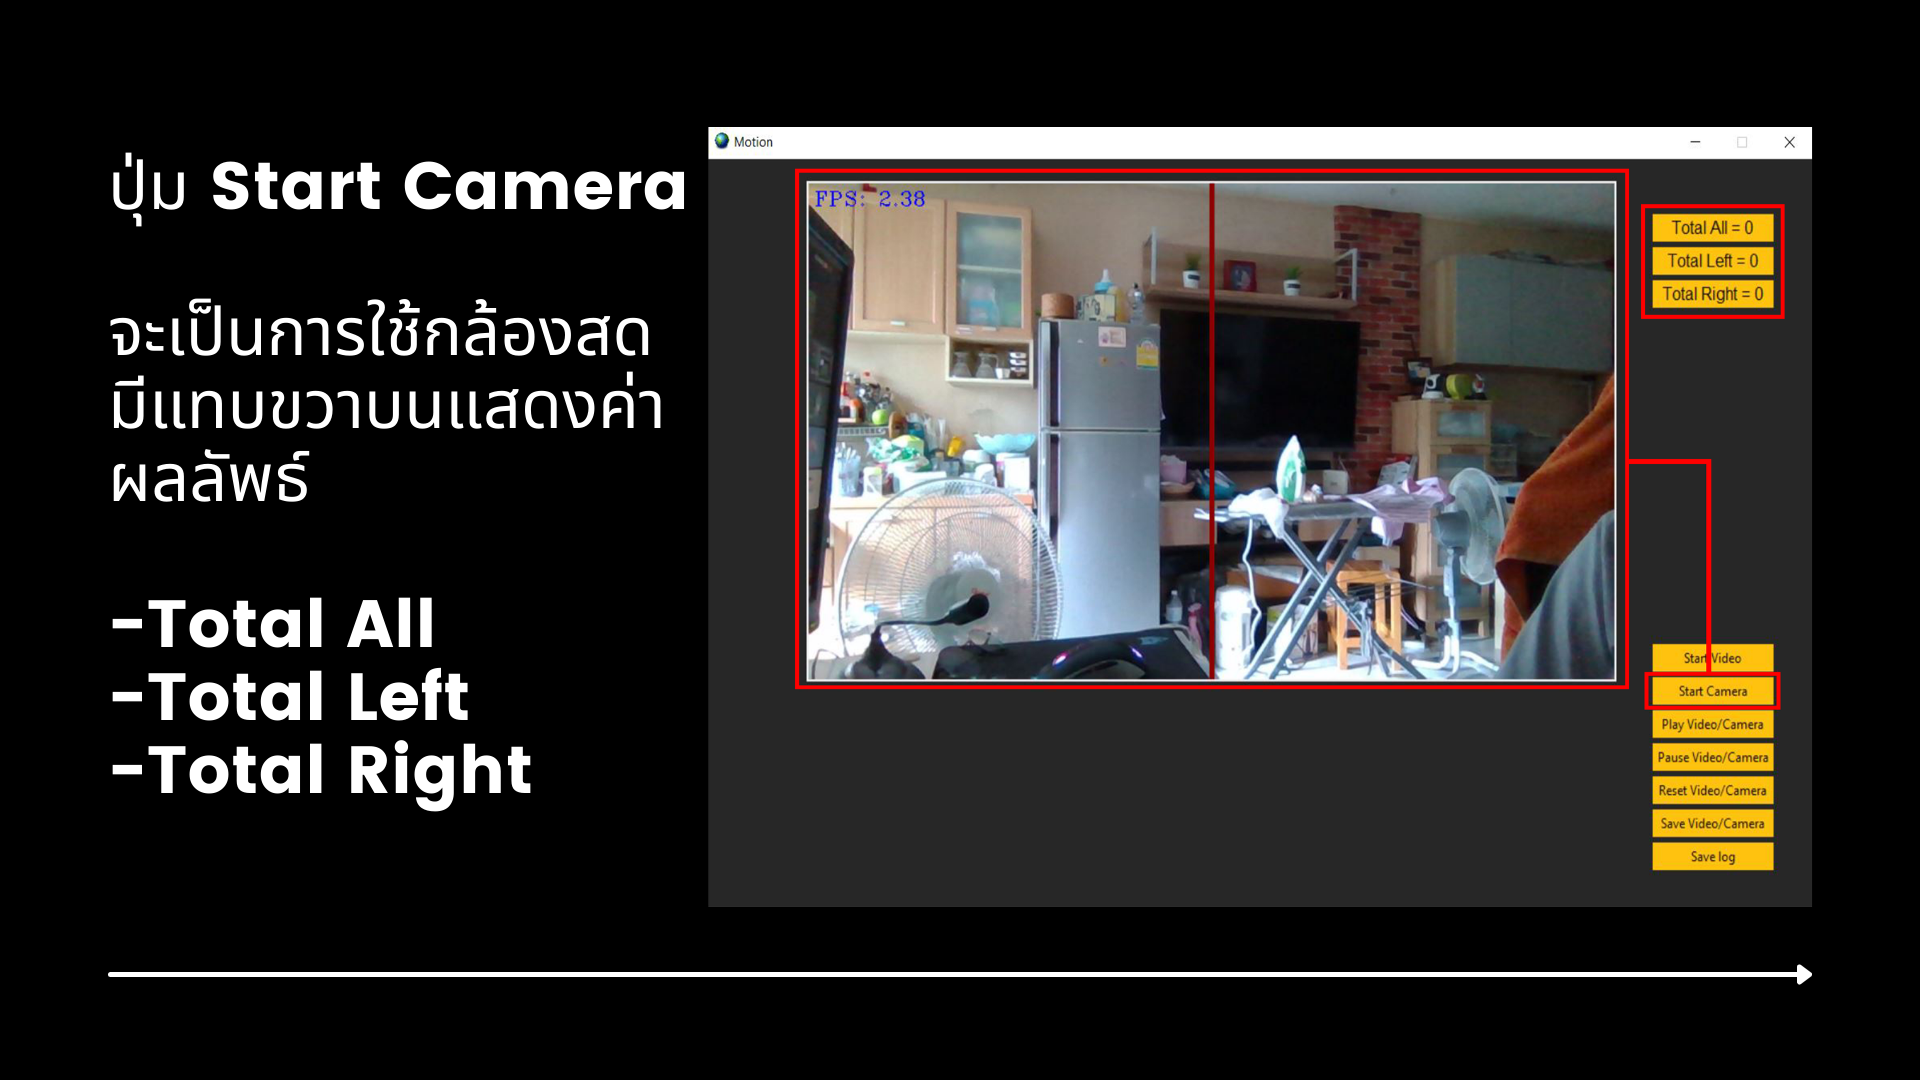 ปุ่ม Start Camera
จะเป็นการใช้กล้องสด
มีแทบขวาบนแสดงค่า
ผลลัพธ์
-Total All
-Total Left
-Total Right
Motion
FPS: 2.38
Total All = 0
Total Left = 0
Total Right = 0
Start Video
Start Camera
Play Video/Camera
Pause Video/Camera
Reset Video/Camera
Save Video/Camera
Save log